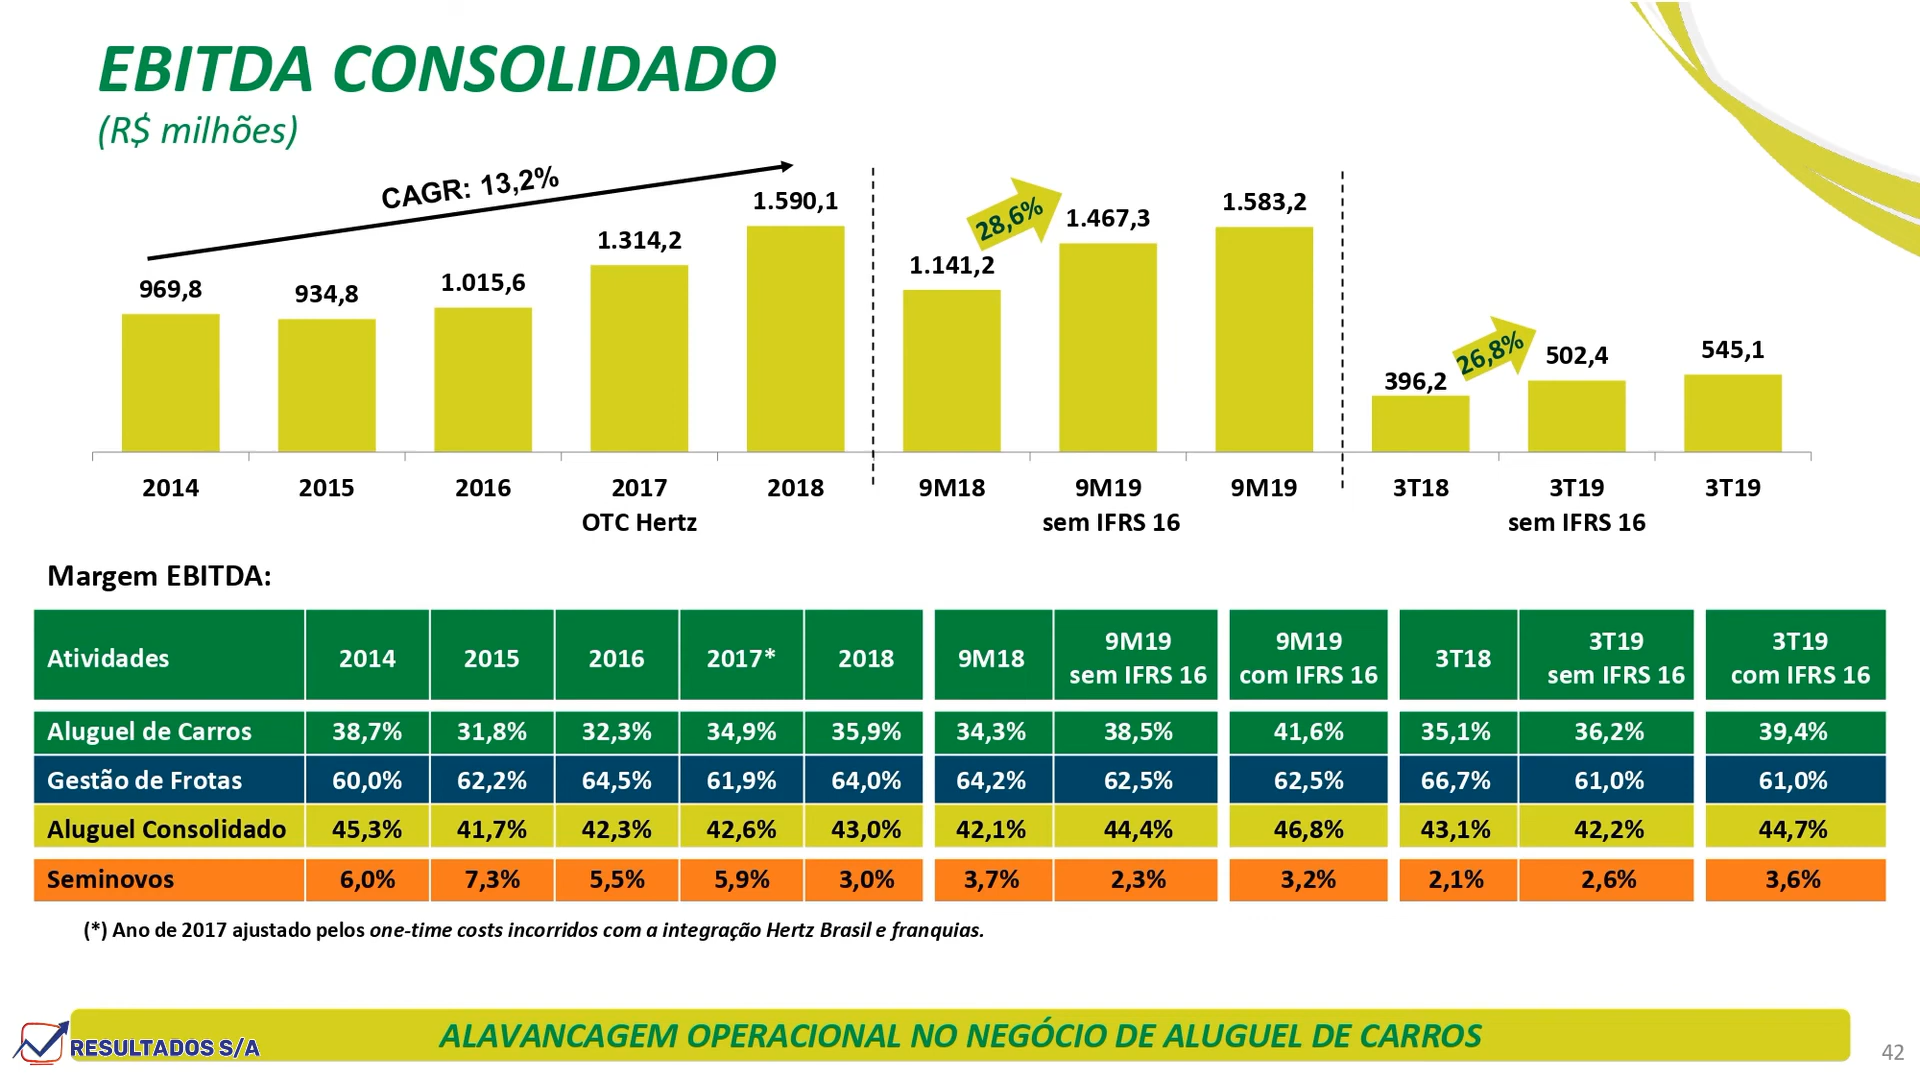 EBITDA CONSOLIDADO
(R$ milhões)
CAGR: 13,2%
28,6%
26,8%
969,8 934,8 1.015,6 1.314,2 1.590,1 1.141,2 1.467,3 1.583,2 396,2 502,4 545,1
2014 2015 2016 2017 2018 9M18 9M19 9M19 3T18 3T19 3T19
OTC Hertz sem IFRS 16 sem IFRS 16
Margem EBITDA:
Atividades 2014 2015 2016 2017* 2018 9M18 9M19 sem IFRS 16 9M19 com IFRS 16 3T18 3T19 sem IFRS 16 3T19 com IFRS 16
Aluguel de Carros 38,7% 31,8% 32,3% 34,9% 35,9% 34,3% 38,5% 41,6% 35,1% 36,2% 39,4%
Gestão de Frotas 60,0% 62,2% 64,5% 61,9% 64,0% 64,2% 62,5% 62,5% 66,7% 61,0% 61,0%
Aluguel Consolidado 45,3% 41,7% 42,3% 42,6% 43,0% 42,1% 44,4% 46,8% 43,1% 42,2% 44,7%
Seminovos 6,0% 7,3% 5,5% 5,9% 3,0% 3,7% 2,3% 3,2% 2,1% 2,6% 3,6%
(*) Ano de 2017 ajustado pelos one-time costs incorridos com a integração Hertz Brasil e franquias.
ALAVANCAGEM OPERACIONAL NO NEGÓCIO DE ALUGUEL DE CARROS
RESULTADOS S/A
42